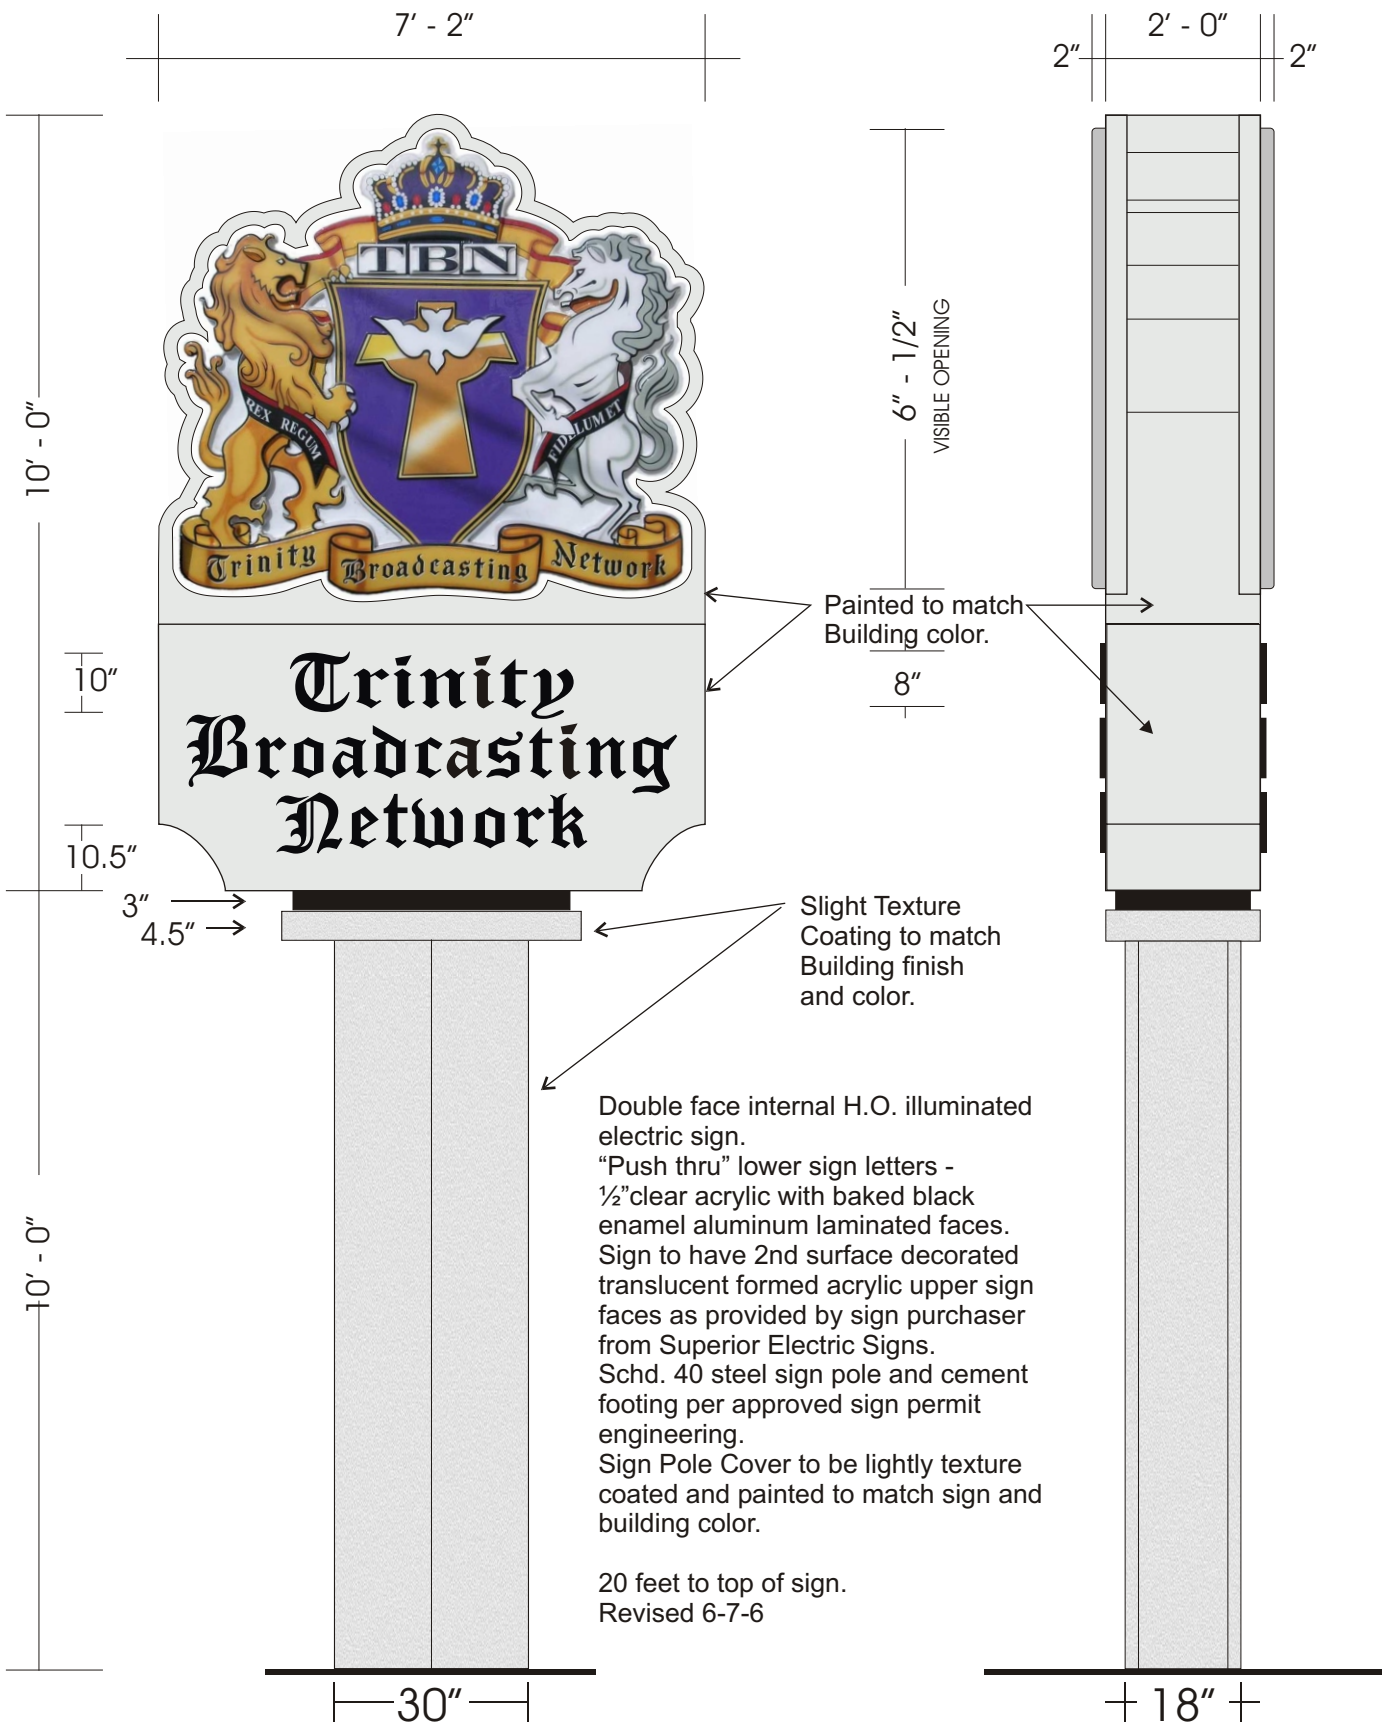 7' - 2"
2' - 0"
2"
2"
TBN
REX REGUM
FIDELUM ET
Trinity Broadcasting Network
10' - 0"
6" - 1/2"
VISIBLE OPENING
Painted to match
Building color.
10"
8"
Trinity
Broadcasting
Network
10.5"
3"
4.5"
Slight Texture
Coating to match
Building finish
and color.
Double face internal H.O. illuminated
electric sign.
“Push thru” lower sign letters -
½”clear acrylic with baked black
enamel aluminum laminated faces.
Sign to have 2nd surface decorated
translucent formed acrylic upper sign
faces as provided by sign purchaser
from Superior Electric Signs.
Schd. 40 steel sign pole and cement
footing per approved sign permit
engineering.
Sign Pole Cover to be lightly texture
coated and painted to match sign and
building color.
10' - 0"
20 feet to top of sign.
Revised 6-7-6
30"
18"